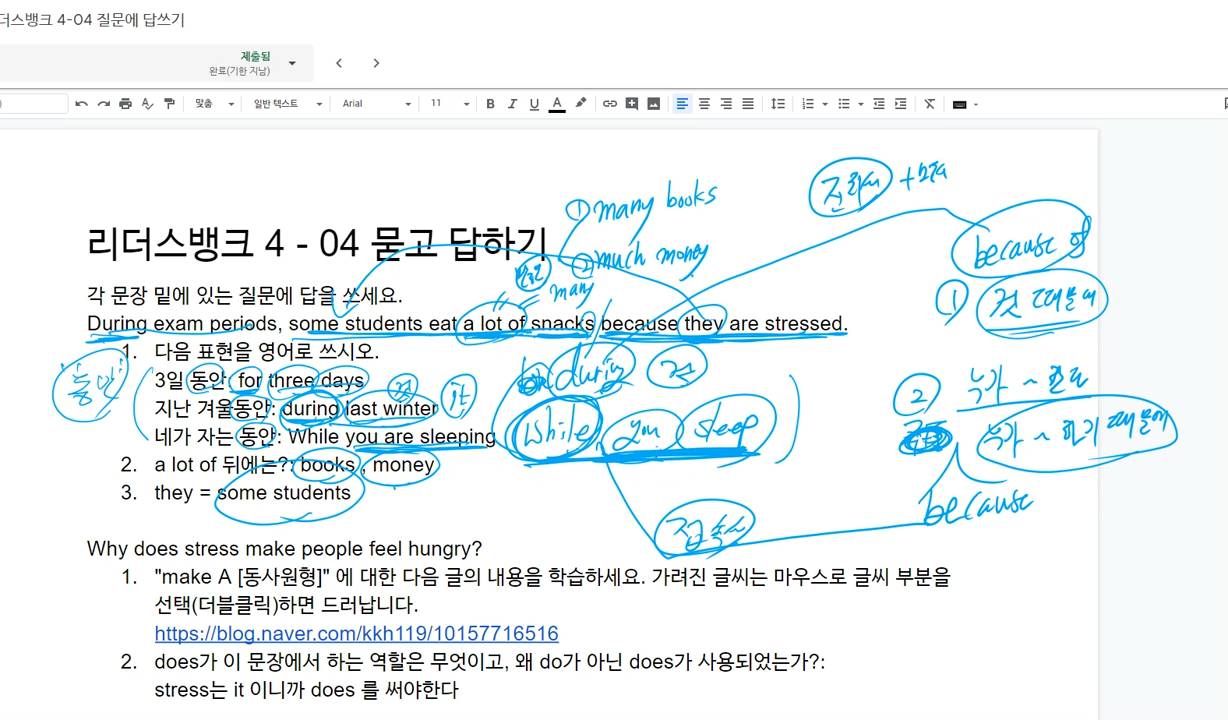 더스뱅크 4-04 질문에 답쓰기
제출됨
완료(기한 지남)
맞춤 일반 텍스트 Arial 11 B I U A
전치사 + 명사
① many books
because of
리더스뱅크 4 - 04 묻고 답하기
② much money
many
① 것 때문에
각 문장 밑에 있는 질문에 답을 쓰세요.
During exam periods, some students eat a lot of snacks because they are stressed.
1. 다음 표현을 영어로 쓰시오.
동안
3일 동안: for three days
during 것
② 누가 ~ 한다
지난 겨울동안: during last winter
누가 ~ 하기 때문에
네가 자는 동안: While you are sleeping
While you sleep
2. a lot of 뒤에는?: books , money
3. they = some students
because
접속사
Why does stress make people feel hungry?
1. "make A [동사원형]" 에 대한 다음 글의 내용을 학습하세요. 가려진 글씨는 마우스로 글씨 부분을
선택(더블클릭)하면 드러납니다.
https://blog.naver.com/kkh119/10157716516
2. does가 이 문장에서 하는 역할은 무엇이고, 왜 do가 아닌 does가 사용되었는가?:
stress는 it 이니까 does 를 써야한다